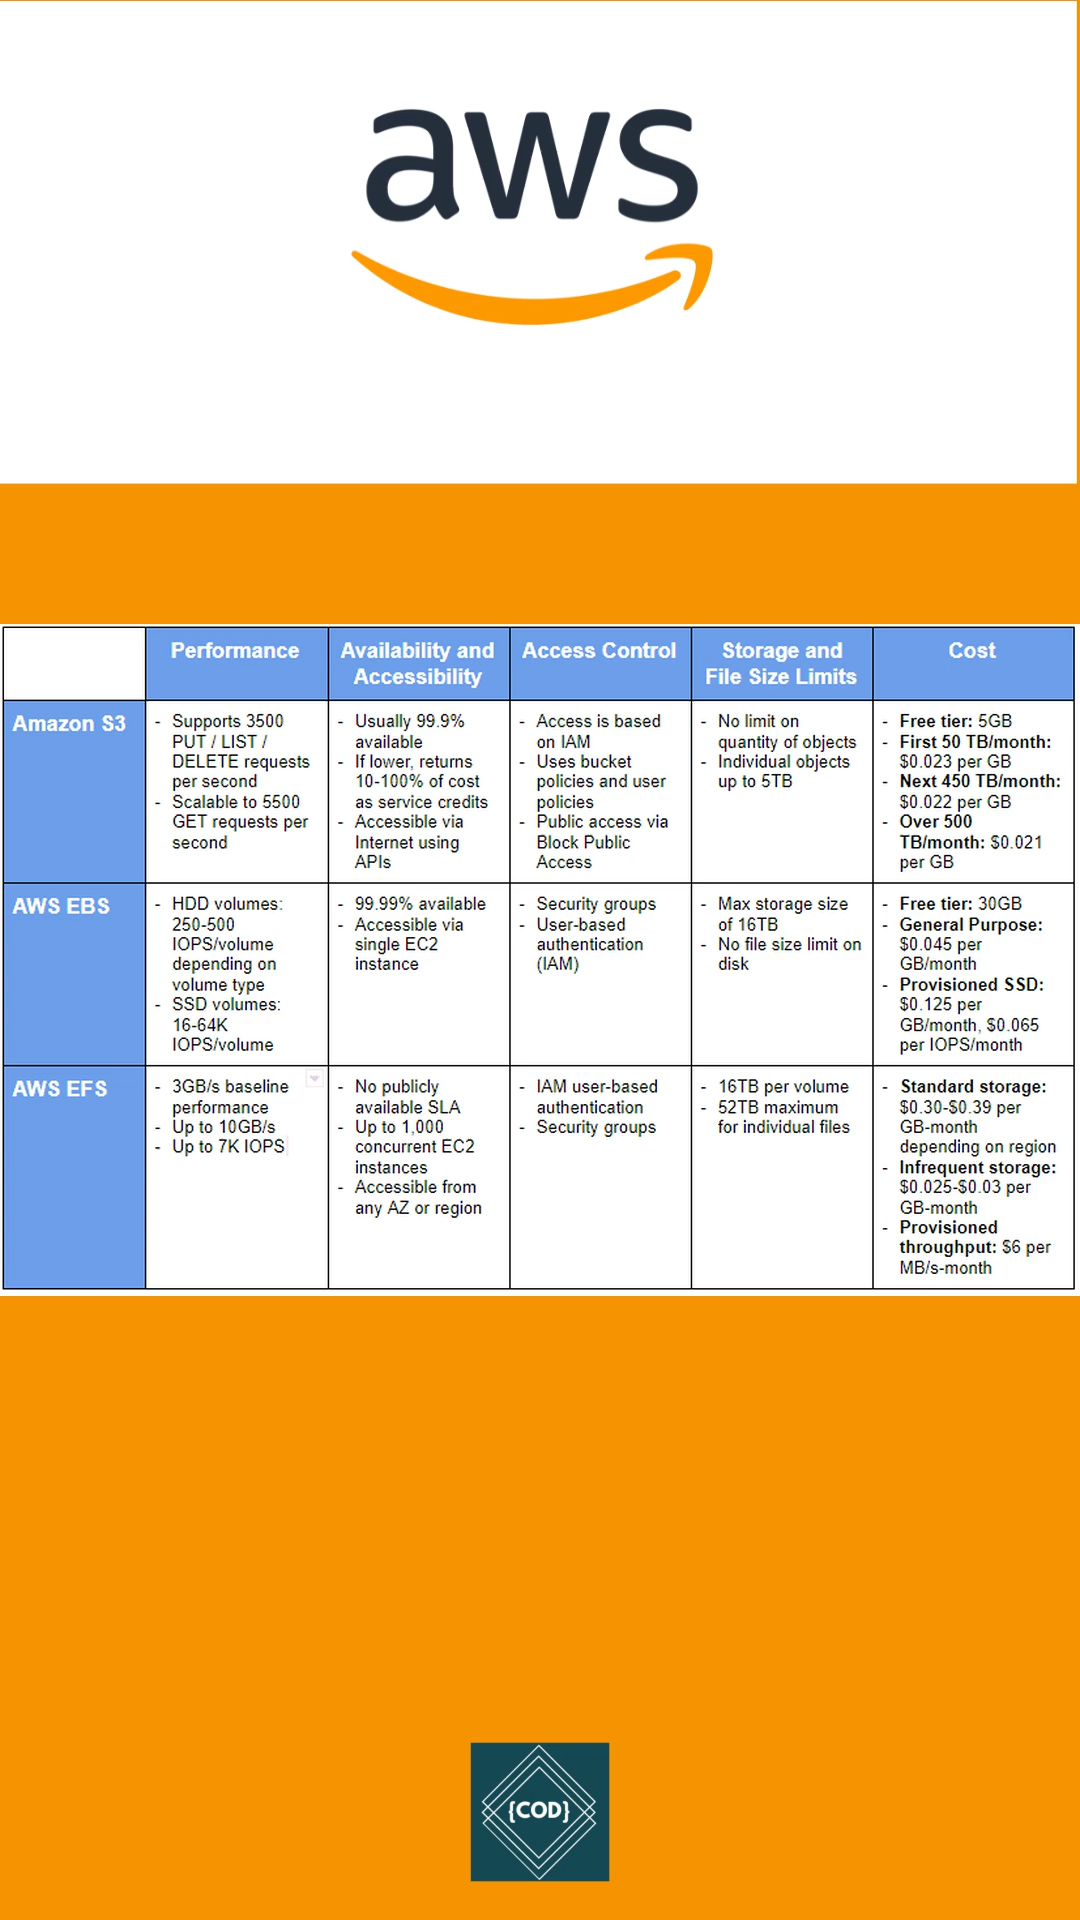 aws
Performance
Availability and
Accessibility
Access Control
Storage and
File Size Limits
Cost
Amazon S3
- Supports 3500
PUT / LIST /
DELETE requests
per second
- Scalable to 5500
GET requests per
second
- Usually 99.9%
available
- If lower, returns
10-100% of cost
as service credits
- Accessible via
Internet using
APIs
- Access is based
on IAM
- Uses bucket
policies and user
policies
- Public access via
Block Public
Access
- No limit on
quantity of objects
- Individual objects
up to 5TB
- Free tier: 5GB
- First 50 TB/month:
$0.023 per GB
- Next 450 TB/month:
$0.022 per GB
- Over 500
TB/month: $0.021
per GB
AWS EBS
- HDD volumes:
250-500
IOPS/volume
depending on
volume type
- SSD volumes:
16-64K
IOPS/volume
- 99.99% available
- Accessible via
single EC2
instance
- Security groups
- User-based
authentication
(IAM)
- Max storage size
of 16TB
- No file size limit on
disk
- Free tier: 30GB
- General Purpose:
$0.045 per
GB/month
- Provisioned SSD:
$0.125 per
GB/month, $0.065
per IOPS/month
AWS EFS
- 3GB/s baseline
performance
- Up to 10GB/s
- Up to 7K IOPS
- No publicly
available SLA
- Up to 1,000
concurrent EC2
instances
- Accessible from
any AZ or region
- IAM user-based
authentication
- Security groups
- 16TB per volume
- 52TB maximum
for individual files
- Standard storage:
$0.30-$0.39 per
GB-month
depending on region
- Infrequent storage:
$0.025-$0.03 per
GB-month
- Provisioned
throughput: $6 per
MB/s-month
{COD}